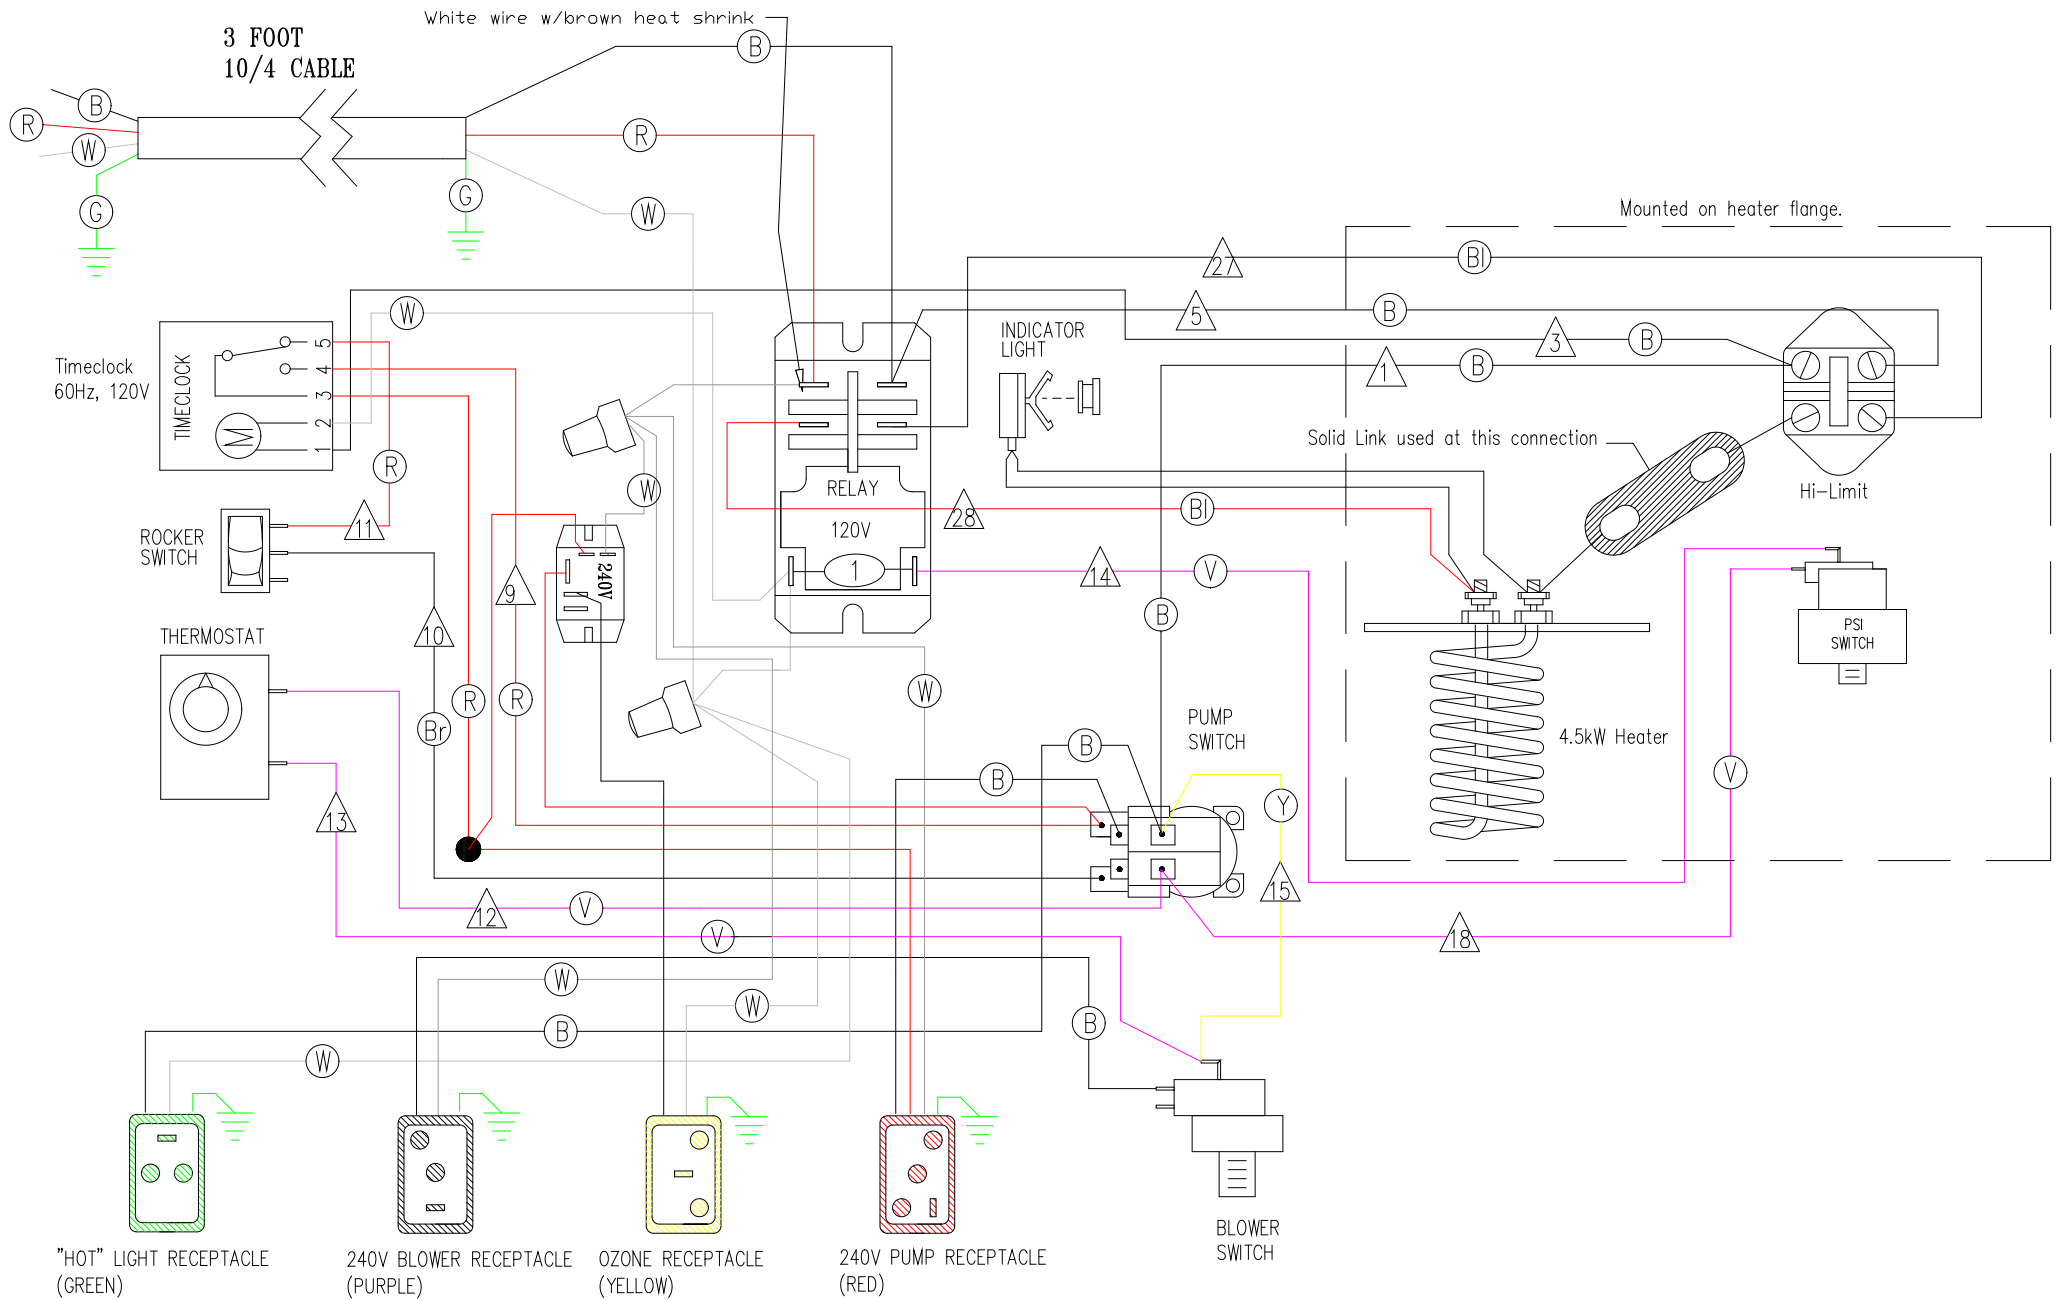 White wire w/brown heat shrink
3 FOOT
10/4 CABLE
B
B
R
W
G
R
G
W
Mounted on heater flange.
27
Bl
5
B
3
B
1
B
W
Timeclock
60Hz, 120V
TIMECLOCK
M
5
4
3
2
1
INDICATOR
LIGHT
Solid Link used at this connection
Hi-Limit
R
W
RELAY
120V
1
28
Bl
14
V
ROCKER
SWITCH
11
10
9
240V
B
THERMOSTAT
PSI
SWITCH
R
R
Br
W
PUMP
SWITCH
4.5kW Heater
B
B
V
13
Y
15
12
V
V
18
W
W
B
B
W
"HOT" LIGHT RECEPTACLE
(GREEN)
240V BLOWER RECEPTACLE
(PURPLE)
OZONE RECEPTACLE
(YELLOW)
240V PUMP RECEPTACLE
(RED)
BLOWER
SWITCH